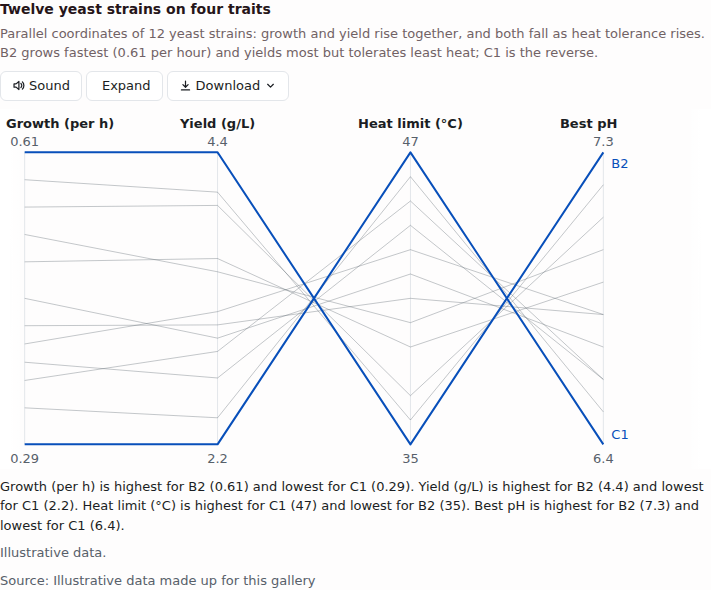 Twelve yeast strains on four traits
Parallel coordinates of 12 yeast strains: growth and yield rise together, and both fall as heat tolerance rises.
B2 grows fastest (0.61 per hour) and yields most but tolerates least heat; C1 is the reverse.
Sound Expand Download
Growth (per h) Yield (g/L) Heat limit (°C) Best pH
0.61 4.4 47 7.3
B2
C1
0.29 2.2 35 6.4
Growth (per h) is highest for B2 (0.61) and lowest for C1 (0.29). Yield (g/L) is highest for B2 (4.4) and lowest
for C1 (2.2). Heat limit (°C) is highest for C1 (47) and lowest for B2 (35). Best pH is highest for B2 (7.3) and
lowest for C1 (6.4).
Illustrative data.
Source: Illustrative data made up for this gallery